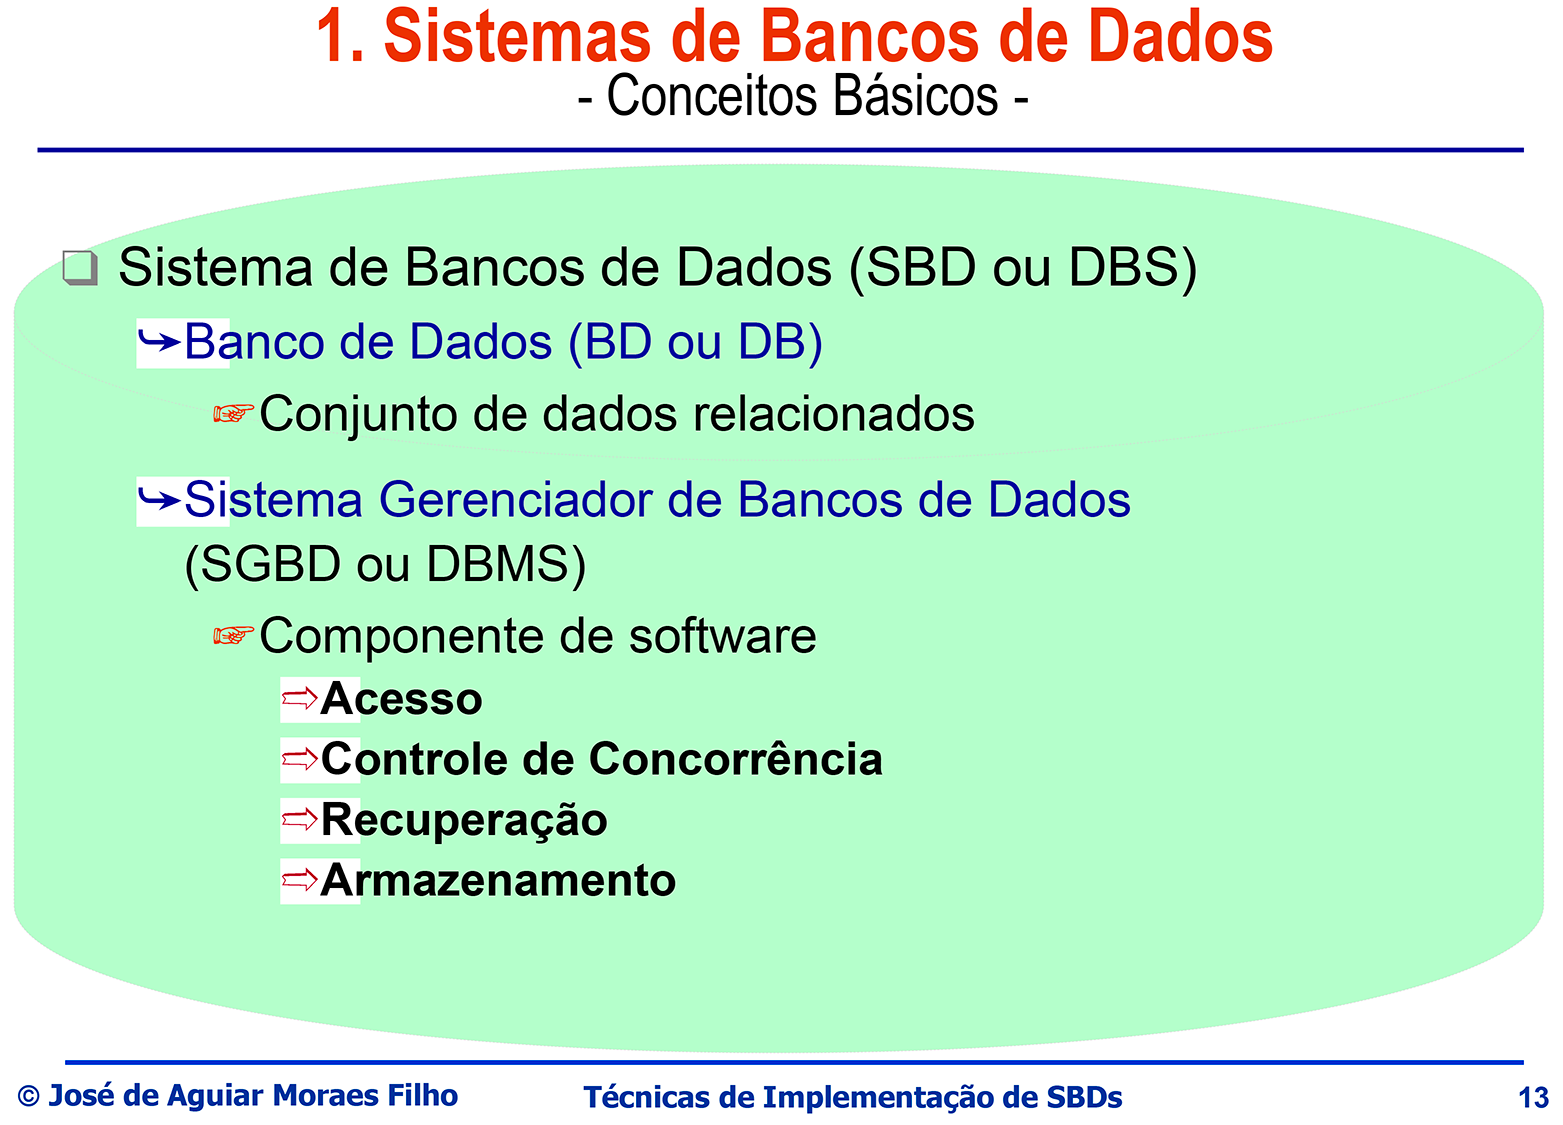 1. Sistemas de Bancos de Dados
- Conceitos Básicos -
❑ Sistema de Bancos de Dados (SBD ou DBS)
Banco de Dados (BD ou DB)
☞Conjunto de dados relacionados
Sistema Gerenciador de Bancos de Dados
(SGBD ou DBMS)
☞Componente de software
⇨Acesso
⇨Controle de Concorrência
⇨Recuperação
⇨Armazenamento
© José de Aguiar Moraes Filho
Técnicas de Implementação de SBDs
13